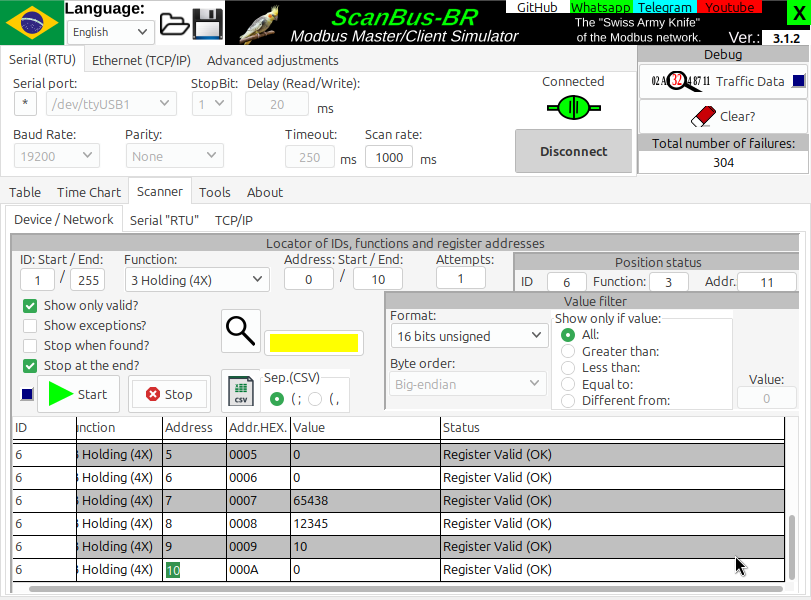 Language:
English
ScanBus-BR
Modbus Master/Client Simulator
GitHub Whatsapp Telegram Youtube
The "Swiss Army Knife"
of the Modbus network.
Ver.: 3.1.2
X
Serial (RTU) Ethernet (TCP/IP) Advanced adjustments
Serial port: StopBit: Delay (Read/Write):
* /dev/ttyUSB1 1 20 ms
Baud Rate: Parity: Timeout: Scan rate:
19200 None 250 ms 1000 ms
Connected
Disconnect
Debug
02 A 32 4 87 11 Traffic Data
Clear?
Total number of failures:
304
Table Time Chart Scanner Tools About
Device / Network Serial "RTU" TCP/IP
Locator of IDs, functions and register addresses
ID: Start / End: Function: Address: Start / End: Attempts:
1 / 255 3 Holding (4X) 0 / 10 1
Position status
ID 6 Function: 3 Addr. 11
Show only valid?
Show exceptions?
Stop when found?
Stop at the end?
Start Stop
CSV
Sep.(CSV)
( ; ( ,
Value filter
Format:
16 bits unsigned
Byte order:
Big-endian
Show only if value:
All:
Greater than:
Less than:
Equal to:
Different from:
Value:
0
ID unction Address Addr.HEX. Value Status
6 3 Holding (4X) 5 0005 0 Register Valid (OK)
6 3 Holding (4X) 6 0006 0 Register Valid (OK)
6 3 Holding (4X) 7 0007 65438 Register Valid (OK)
6 3 Holding (4X) 8 0008 12345 Register Valid (OK)
6 3 Holding (4X) 9 0009 10 Register Valid (OK)
6 3 Holding (4X) 10 000A 0 Register Valid (OK)